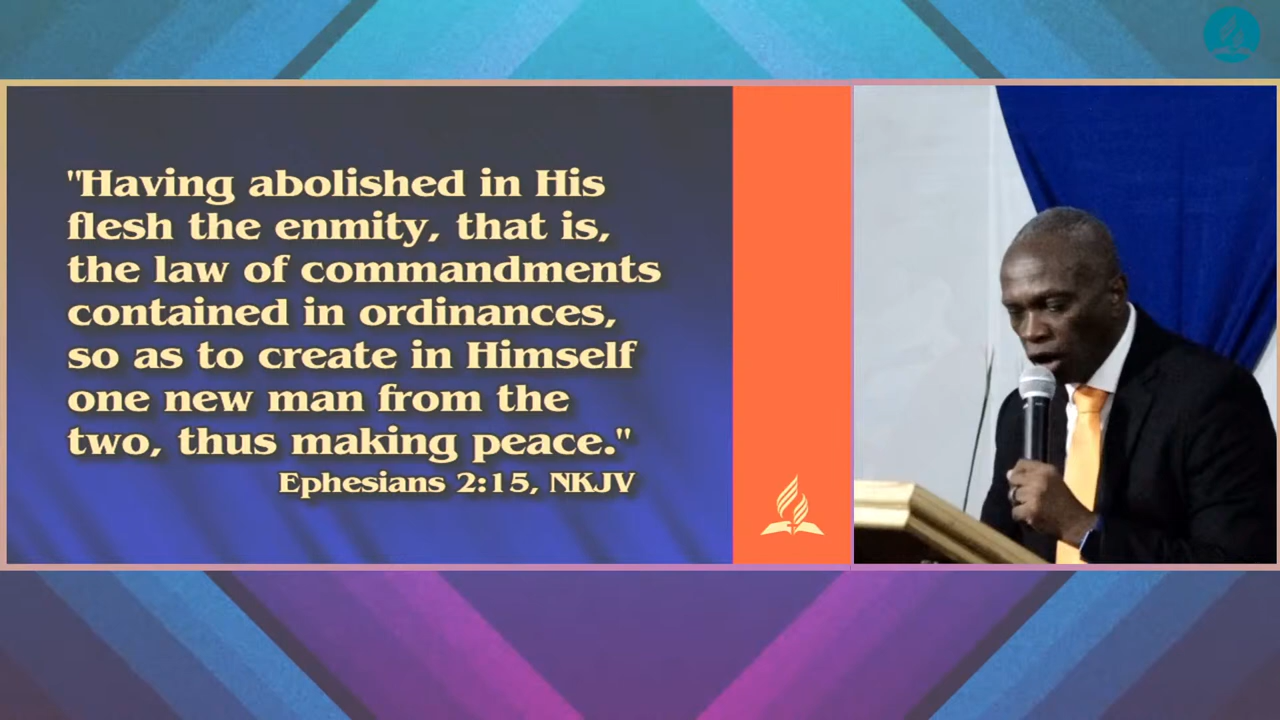 "Having abolished in His
flesh the enmity, that is,
the law of commandments
contained in ordinances,
so as to create in Himself
one new man from the
two, thus making peace."
Ephesians 2:15, NKJV